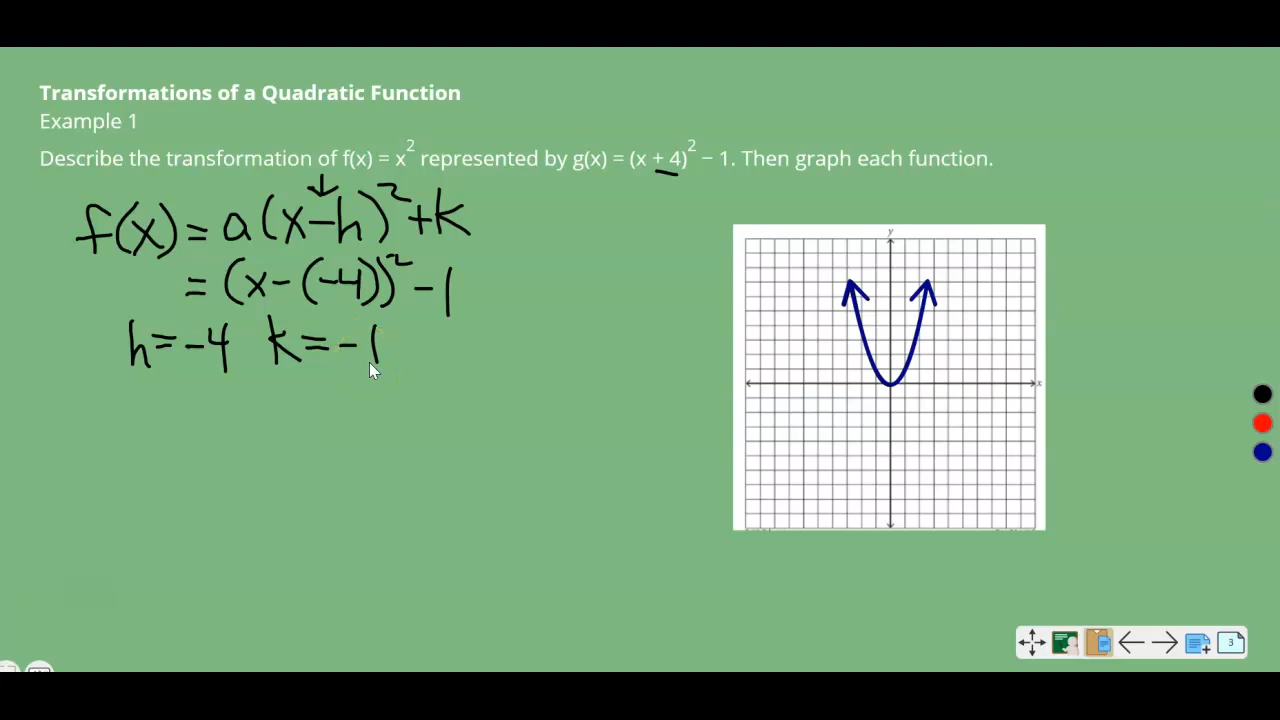 Transformations of a Quadratic Function
Example 1
Describe the transformation of f(x) = x² represented by g(x) = (x + 4)² − 1. Then graph each function.
f(x) = a(x-h)²+k
= (x-(-4))²-1
h=-4 k=-1
y
x
3